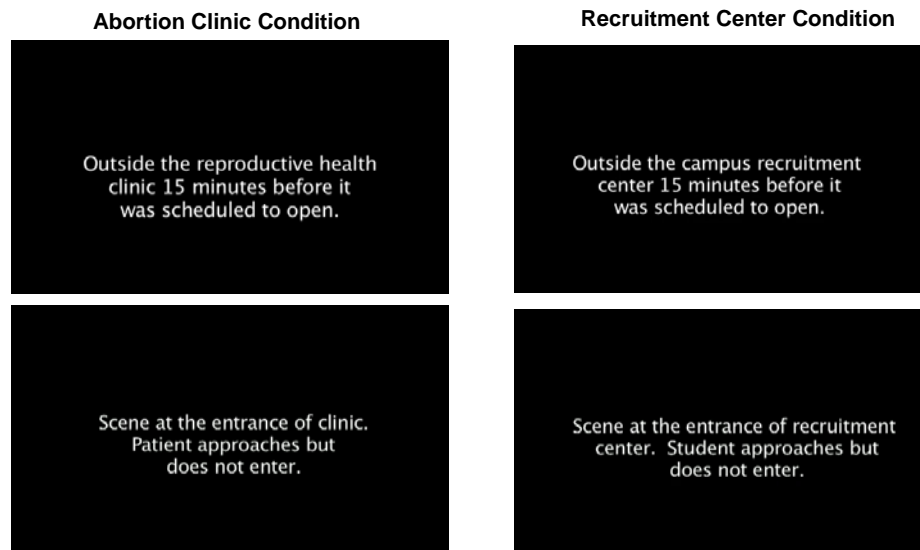 Abortion Clinic Condition
Outside the reproductive health
clinic 15 minutes before it
was scheduled to open.
Scene at the entrance of clinic.
Patient approaches but
does not enter.
Recruitment Center Condition
Outside the campus recruitment
center 15 minutes before it
was scheduled to open.
Scene at the entrance of recruitment
center. Student approaches but
does not enter.